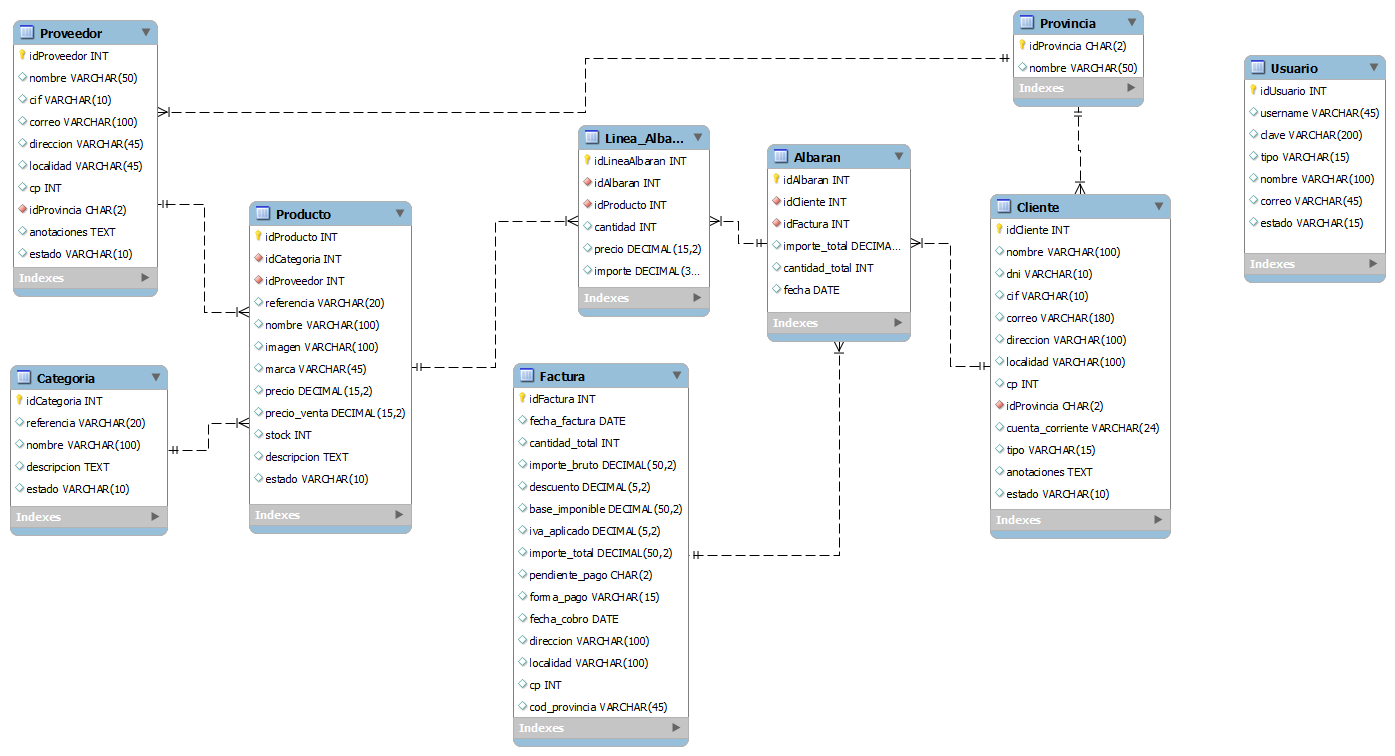 Proveedor
idProveedor INT
nombre VARCHAR(50)
cif VARCHAR(10)
correo VARCHAR(100)
direccion VARCHAR(45)
localidad VARCHAR(45)
cp INT
idProvincia CHAR(2)
anotaciones TEXT
estado VARCHAR(10)
Indexes
Categoria
idCategoria INT
referencia VARCHAR(20)
nombre VARCHAR(100)
descripcion TEXT
estado VARCHAR(10)
Indexes
Producto
idProducto INT
idCategoria INT
idProveedor INT
referencia VARCHAR(20)
nombre VARCHAR(100)
imagen VARCHAR(100)
marca VARCHAR(45)
precio DECIMAL(15,2)
precio_venta DECIMAL(15,2)
stock INT
descripcion TEXT
estado VARCHAR(10)
Indexes
Linea_Alba...
idLineaAlbaran INT
idAlbaran INT
idProducto INT
cantidad INT
precio DECIMAL(15,2)
importe DECIMAL(3...
Indexes
Factura
idFactura INT
fecha_factura DATE
cantidad_total INT
importe_bruto DECIMAL(50,2)
descuento DECIMAL(5,2)
base_imponible DECIMAL(50,2)
iva_aplicado DECIMAL(5,2)
importe_total DECIMAL(50,2)
pendiente_pago CHAR(2)
forma_pago VARCHAR(15)
fecha_cobro DATE
direccion VARCHAR(100)
localidad VARCHAR(100)
cp INT
cod_provincia VARCHAR(45)
Indexes
Albaran
idAlbaran INT
idCliente INT
idFactura INT
importe_total DECIMA...
cantidad_total INT
fecha DATE
Indexes
Provincia
idProvincia CHAR(2)
nombre VARCHAR(50)
Indexes
Cliente
idCliente INT
nombre VARCHAR(100)
dni VARCHAR(10)
cif VARCHAR(10)
correo VARCHAR(180)
direccion VARCHAR(100)
localidad VARCHAR(100)
cp INT
idProvincia CHAR(2)
cuenta_corriente VARCHAR(24)
tipo VARCHAR(15)
anotaciones TEXT
estado VARCHAR(10)
Indexes
Usuario
idUsuario INT
username VARCHAR(45)
clave VARCHAR(200)
tipo VARCHAR(15)
nombre VARCHAR(100)
correo VARCHAR(45)
estado VARCHAR(15)
Indexes